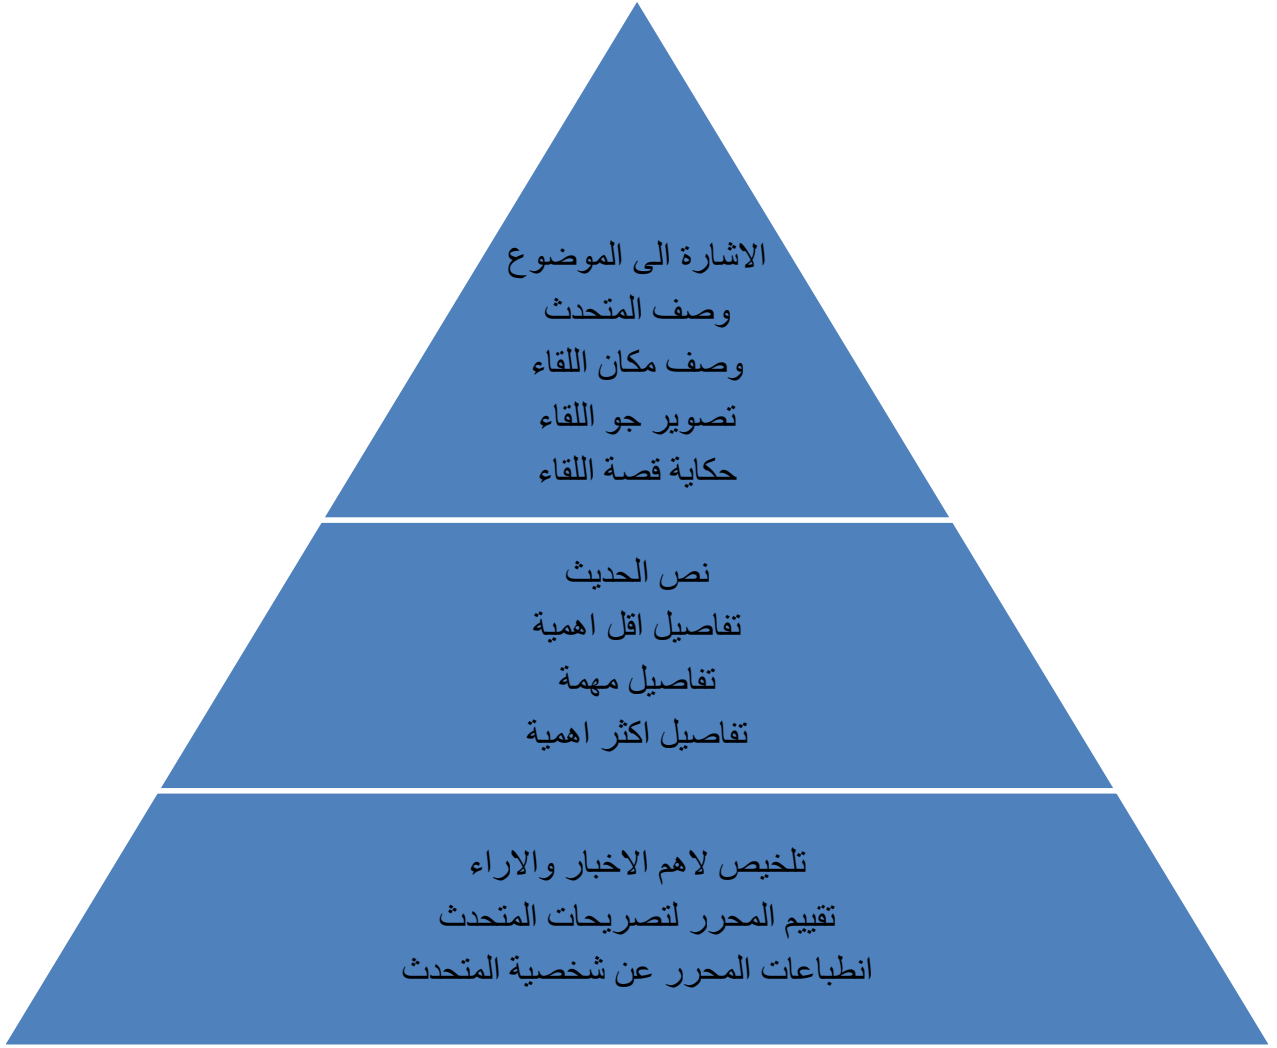 الاشارة الى الموضوع
وصف المتحدث
وصف مكان اللقاء
تصوير جو اللقاء
حكاية قصة اللقاء
نص الحديث
تفاصيل اقل اهمية
تفاصيل مهمة
تفاصيل اكثر اهمية
تلخيص لاهم الاخبار والاراء
تقييم المحرر لتصريحات المتحدث
انطباعات المحرر عن شخصية المتحدث